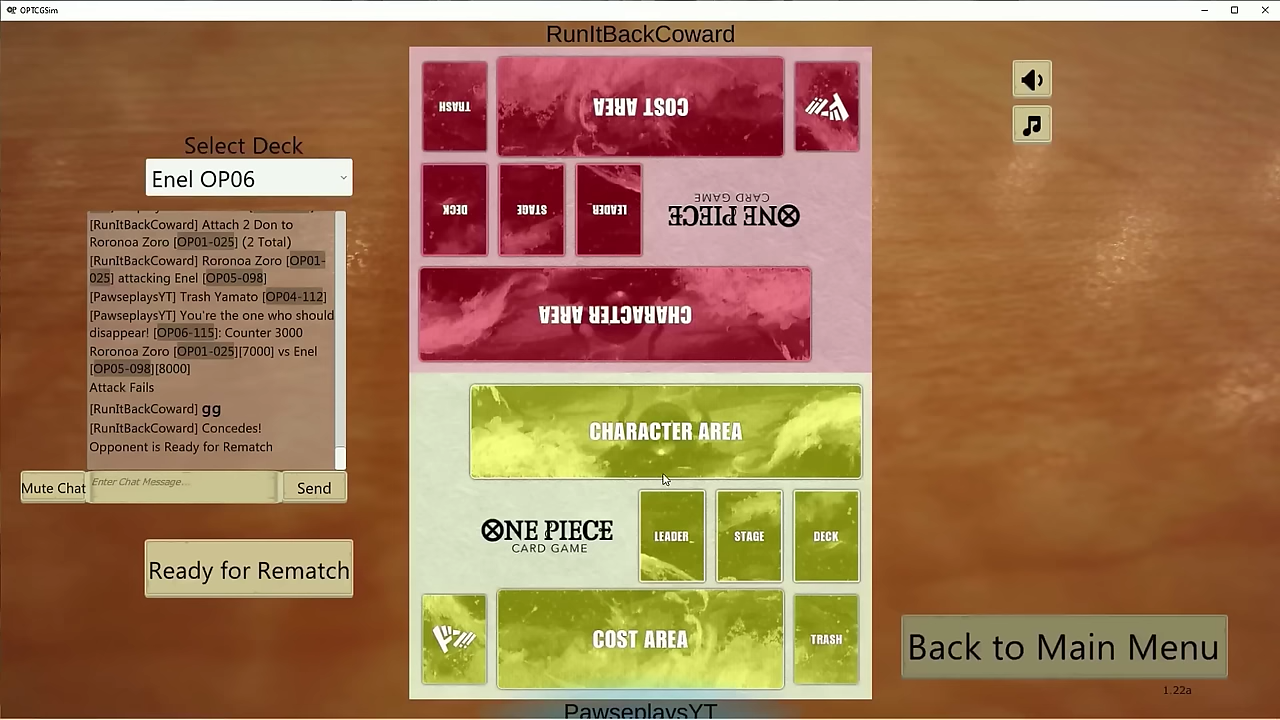 OPTCGSim
RunItBackCoward
TRASH
COST AREA
DECK
STAGE
LEADER
ONE PIECE
CARD GAME
CHARACTER AREA
Select Deck
Enel OP06
[RunItBackCoward] Attach 2 Don to
Roronoa Zoro [OP01-025] (2 Total)
[RunItBackCoward] Roronoa Zoro [OP01-
025] attacking Enel [OP05-098]
[PawseplaysYT] Trash Yamato [OP04-112]
[PawseplaysYT] You're the one who should
disappear! [OP06-115]: Counter 3000
Roronoa Zoro [OP01-025][7000] vs Enel
[OP05-098][8000]
Attack Fails
[RunItBackCoward] gg
[RunItBackCoward] Concedes!
Opponent is Ready for Rematch
Mute Chat
Enter Chat Message...
Send
Ready for Rematch
CHARACTER AREA
ONE PIECE
CARD GAME
LEADER
STAGE
DECK
COST AREA
TRASH
Back to Main Menu
1.22a
PawseplaysYT